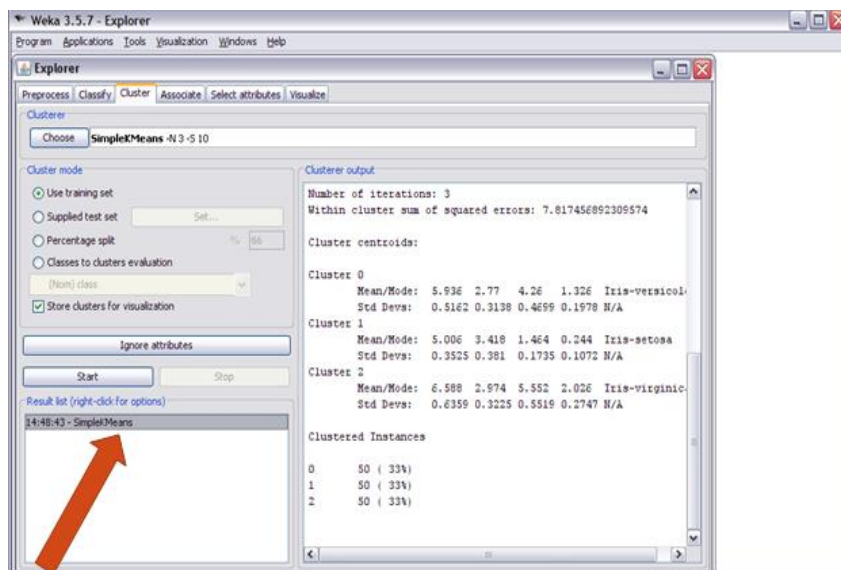 Weka 3.5.7 - Explorer
Program Applications Tools Visualization Windows Help
Explorer
Preprocess Classify Cluster Associate Select attributes Visualize
Clusterer
Choose SimpleKMeans -N 3 -S 10
Cluster mode
Use training set
Supplied test set Set...
Percentage split % 66
Classes to clusters evaluation
(Nom) class
Store clusters for visualization
Ignore attributes
Start Stop
Result list (right-click for options)
14:48:43 - SimpleKMeans
Clusterer output
Number of iterations: 3
Within cluster sum of squared errors: 7.817456892309574
Cluster centroids:
Cluster 0
Mean/Mode: 5.936 2.77 4.26 1.326 Iris-versicol
Std Devs: 0.5162 0.3138 0.4699 0.1978 N/A
Cluster 1
Mean/Mode: 5.006 3.418 1.464 0.244 Iris-setosa
Std Devs: 0.3525 0.381 0.1735 0.1072 N/A
Cluster 2
Mean/Mode: 6.588 2.974 5.552 2.026 Iris-virginic
Std Devs: 0.6359 0.3225 0.5519 0.2747 N/A
Clustered Instances
0 50 ( 33%)
1 50 ( 33%)
2 50 ( 33%)